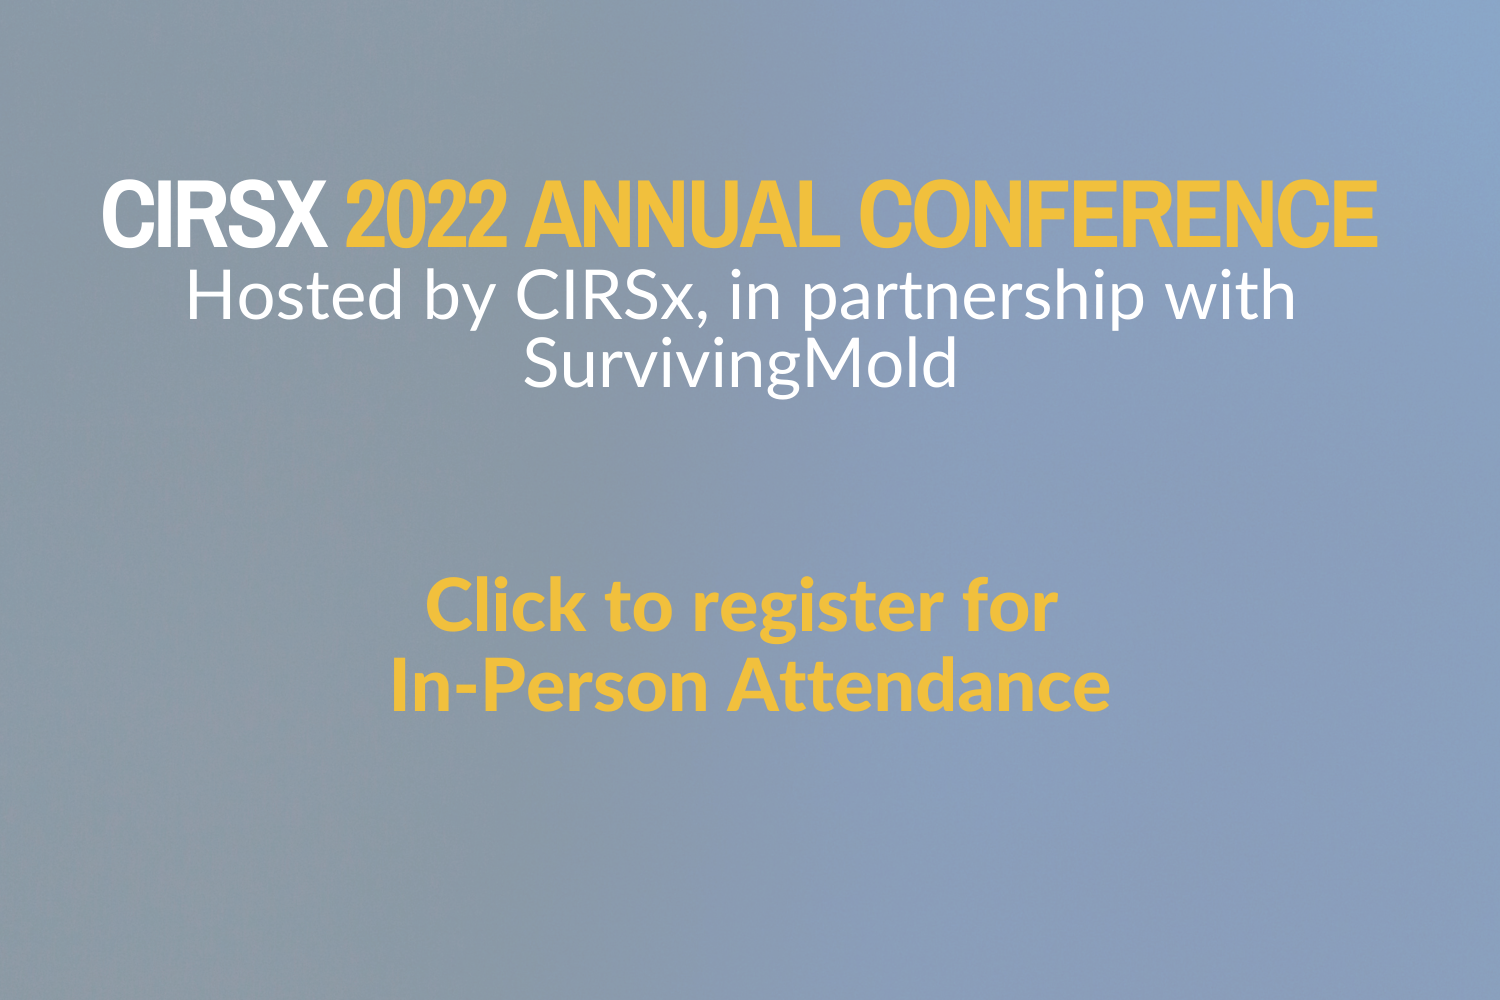 CIRSX 2022 ANNUAL CONFERENCE
Hosted by CIRSx, in partnership with
SurvivingMold
Click to register for
In-Person Attendance